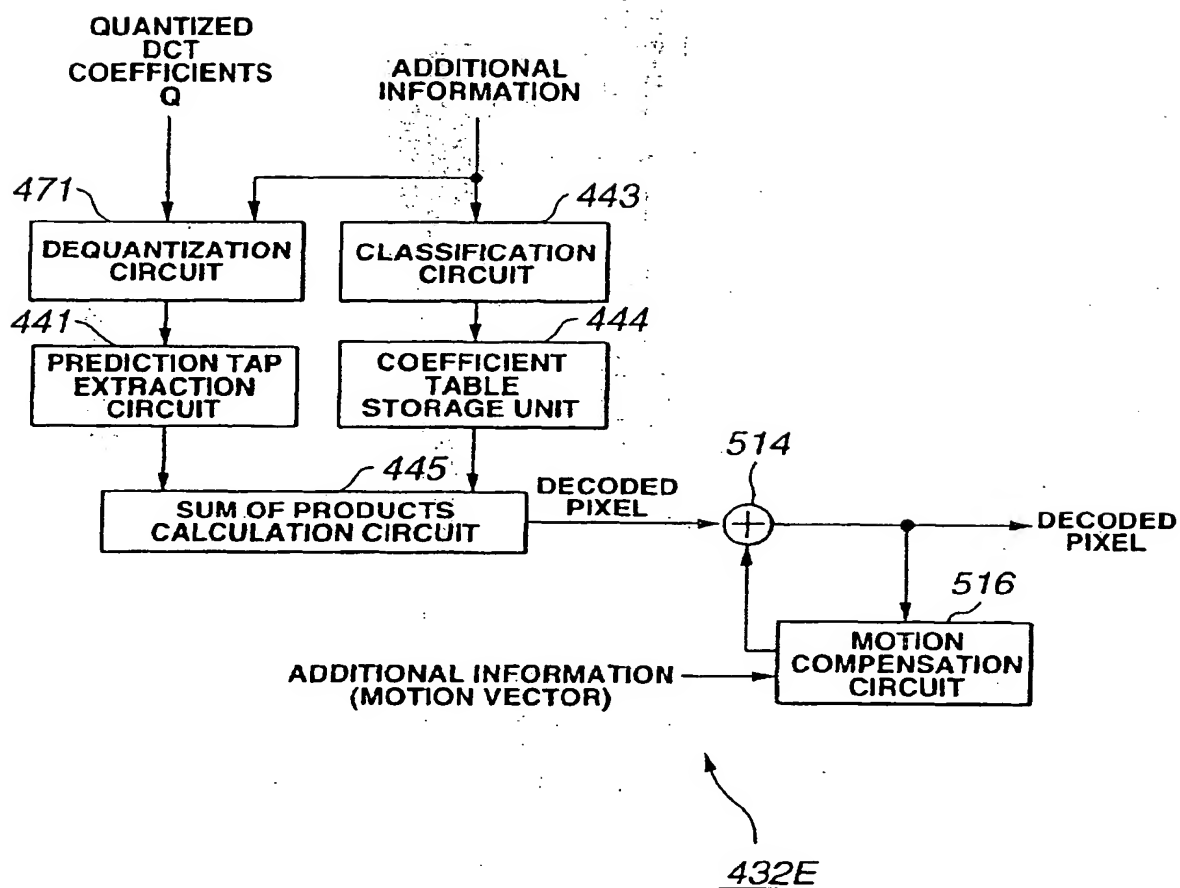 QUANTIZED
DCT
COEFFICIENTS
Q
ADDITIONAL
INFORMATION
471
443
DEQUANTIZATION
CIRCUIT
CLASSIFICATION
CIRCUIT
441
444
PREDICTION TAP
EXTRACTION
CIRCUIT
COEFFICIENT
TABLE
STORAGE UNIT
445
SUM OF PRODUCTS
CALCULATION CIRCUIT
DECODED
PIXEL
514
+
DECODED
PIXEL
516
MOTION
COMPENSATION
CIRCUIT
ADDITIONAL INFORMATION
(MOTION VECTOR)
432E